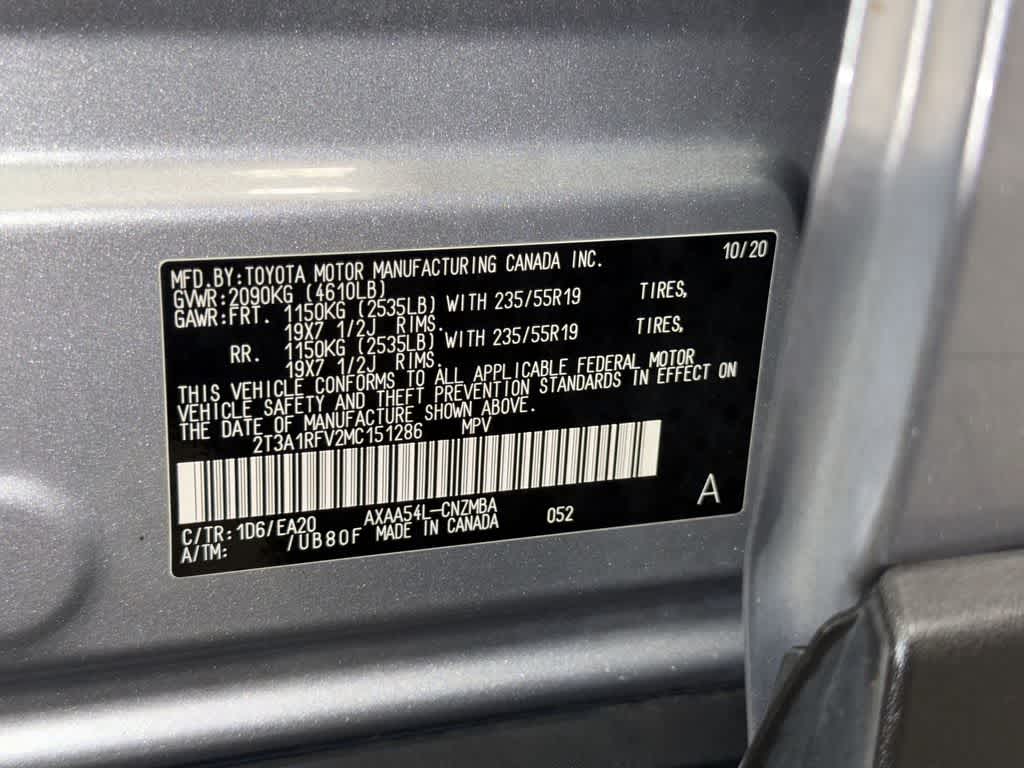 MFD.BY:TOYOTA MOTOR MANUFACTURING CANADA INC. 10/20
GVWR:2090KG (4610LB)
GAWR:FRT. 1150KG (2535LB) WITH 235/55R19 TIRES,
19X7 1/2J RIMS.
RR. 1150KG (2535LB) WITH 235/55R19 TIRES,
19X7 1/2J RIMS.
THIS VEHICLE CONFORMS TO ALL APPLICABLE FEDERAL MOTOR
VEHICLE SAFETY AND THEFT PREVENTION STANDARDS IN EFFECT ON
THE DATE OF MANUFACTURE SHOWN ABOVE.
2T3A1RFV2MC151286 MPV
A
C/TR:1D6/EA20 AXAA54L-CNZMBA 052
A/TM: /UB80F MADE IN CANADA